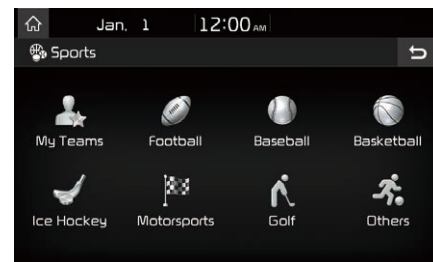 Jan. 1 12:00 AM
Sports
My Teams Football Baseball Basketball
Ice Hockey Motorsports Golf Others